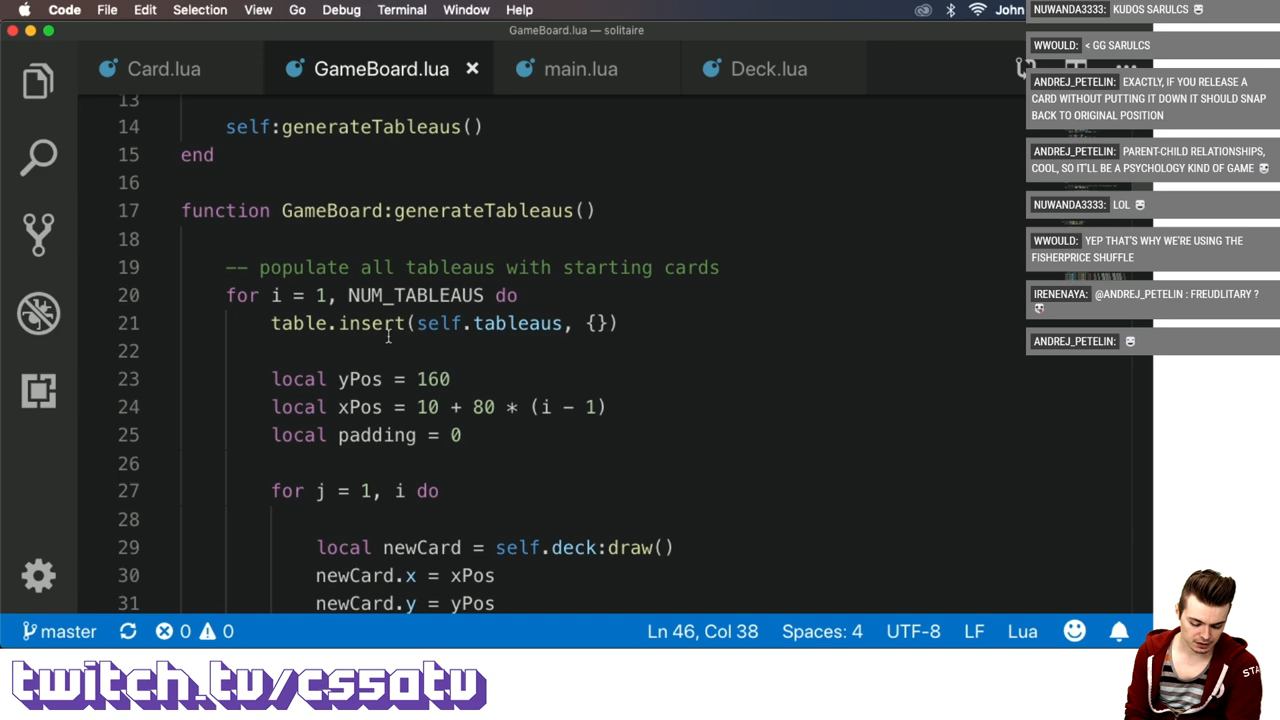 Code File Edit Selection View Go Debug Terminal Window Help John
GameBoard.lua — solitaire
Card.lua GameBoard.lua main.lua Deck.lua
13
14 self:generateTableaus()
15 end
16
17 function GameBoard:generateTableaus()
18
19 -- populate all tableaus with starting cards
20 for i = 1, NUM_TABLEAUS do
21 table.insert(self.tableaus, {})
22
23 local yPos = 160
24 local xPos = 10 + 80 * (i - 1)
25 local padding = 0
26
27 for j = 1, i do
28
29 local newCard = self.deck:draw()
30 newCard.x = xPos
31 newCard.y = yPos
master 0 0 Ln 46, Col 38 Spaces: 4 UTF-8 LF Lua
NUWANDA3333: KUDOS SARULCS
WWOULD: < GG SARULCS
ANDREJ_PETELIN: EXACTLY, IF YOU RELEASE A
CARD WITHOUT PUTTING IT DOWN IT SHOULD SNAP
BACK TO ORIGINAL POSITION
ANDREJ_PETELIN: PARENT-CHILD RELATIONSHIPS,
COOL, SO IT'LL BE A PSYCHOLOGY KIND OF GAME
NUWANDA3333: LOL
WWOULD: YEP THAT'S WHY WE'RE USING THE
FISHERPRICE SHUFFLE
IRENENAYA: @ANDREJ_PETELIN : FREUDLITARY ?
ANDREJ_PETELIN:
twitch.tv/cs50tv
STA